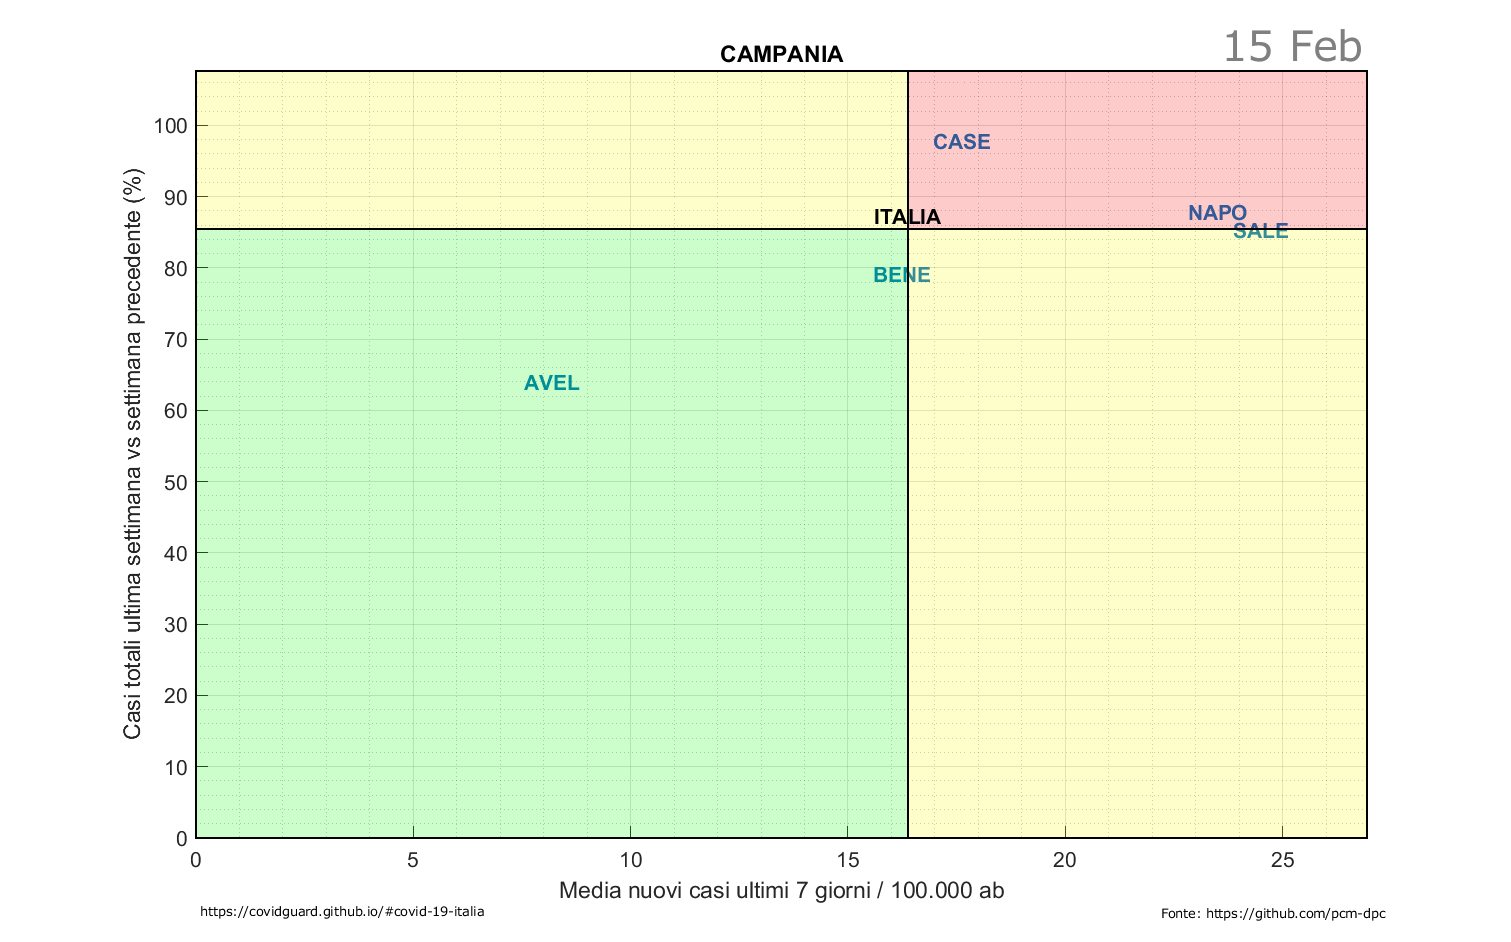 15 Feb
CAMPANIA
Casi totali ultima settimana vs settimana precedente (%)
100
90
80
70
60
50
40
30
20
10
0
CASE
NAPO
ITALIA
SALE
BENE
AVEL
0 5 10 15 20 25
Media nuovi casi ultimi 7 giorni / 100.000 ab
https://covidguard.github.io/#covid-19-italia
Fonte: https://github.com/pcm-dpc